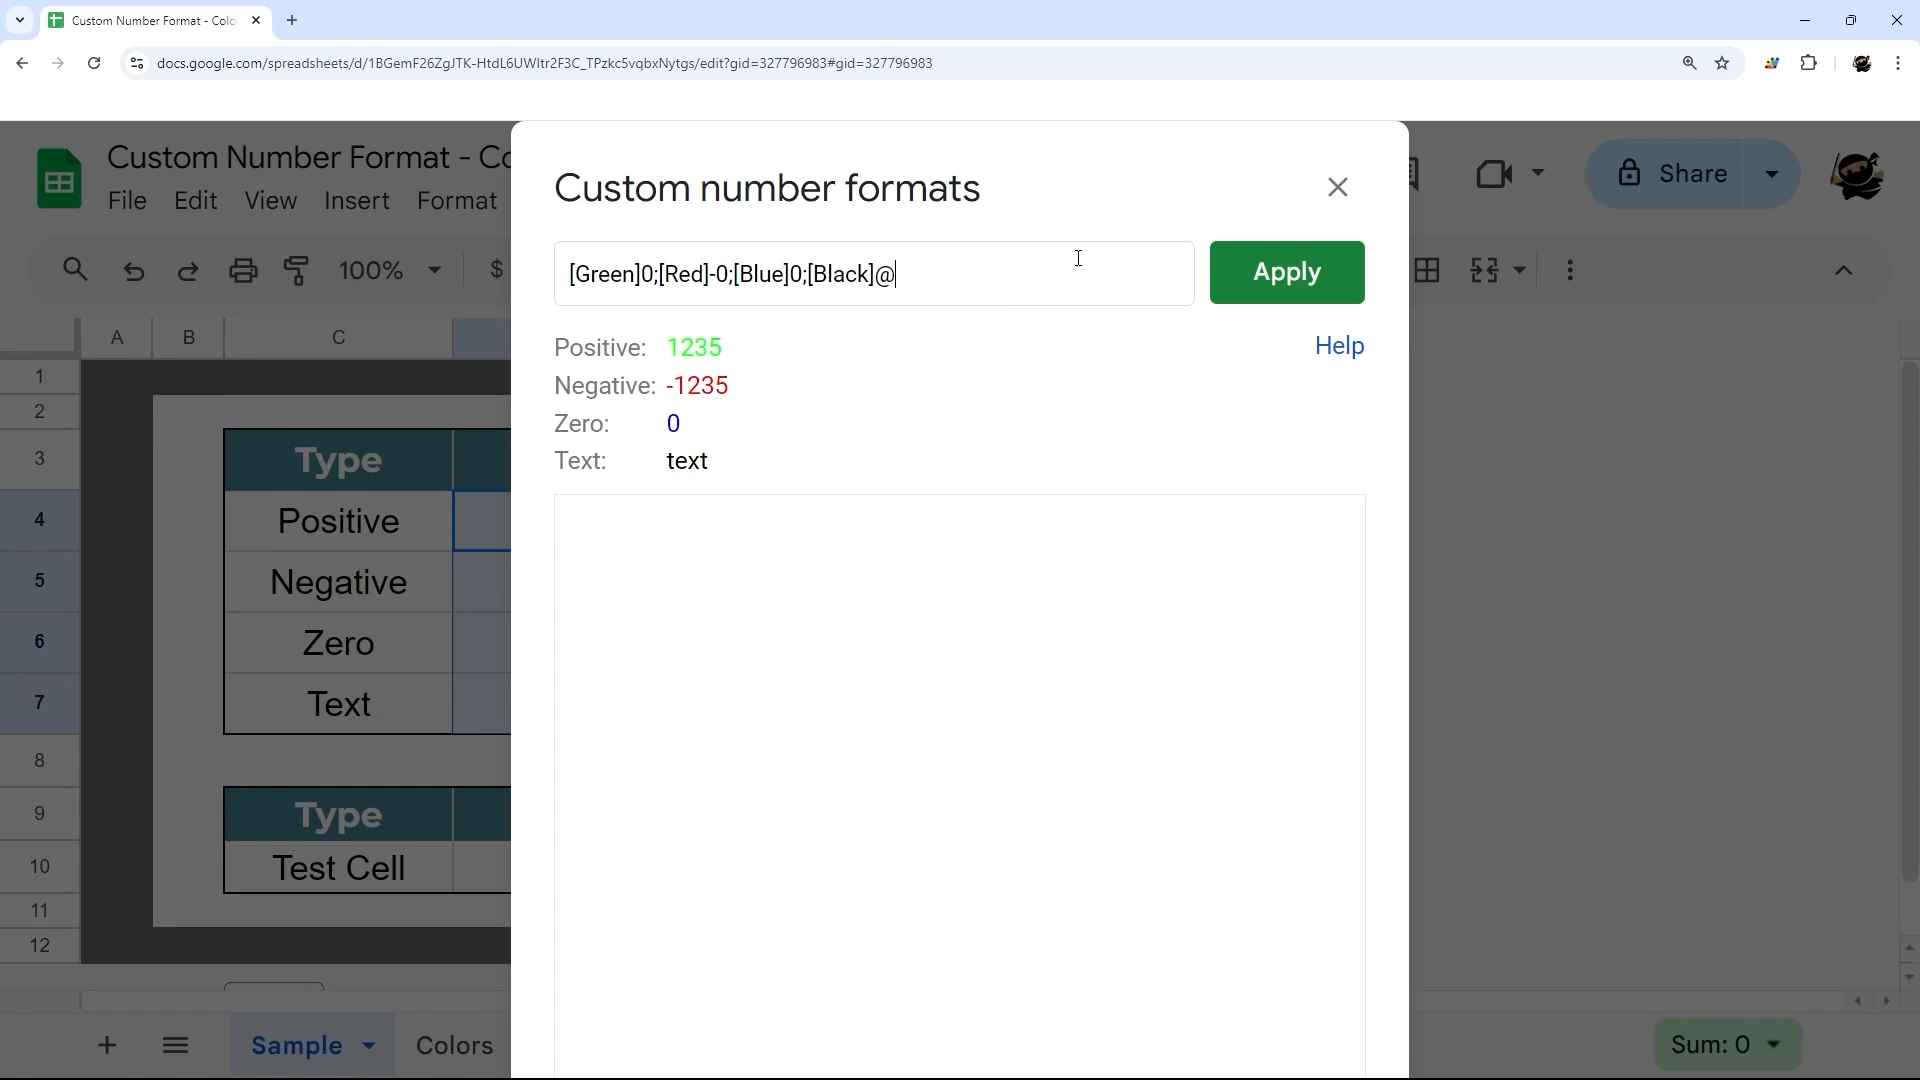 Custom Number Format - Colo
docs.google.com/spreadsheets/d/1BGemF26ZgJTK-HtdL6UWItr2F3C_TPzkc5vqbxNytgs/edit?gid=327796983#gid=327796983
Custom Number Format - Co
File Edit View Insert Format
Share
100%
$
Custom number formats
[Green]0;[Red]-0;[Blue]0;[Black]@
Apply
Positive: 1235
Help
Negative: -1235
Zero: 0
Text: text
A B C
1
2
3 Type
4 Positive
5 Negative
6 Zero
7 Text
8
9 Type
10 Test Cell
11
12
Sample
Colors
Sum: 0